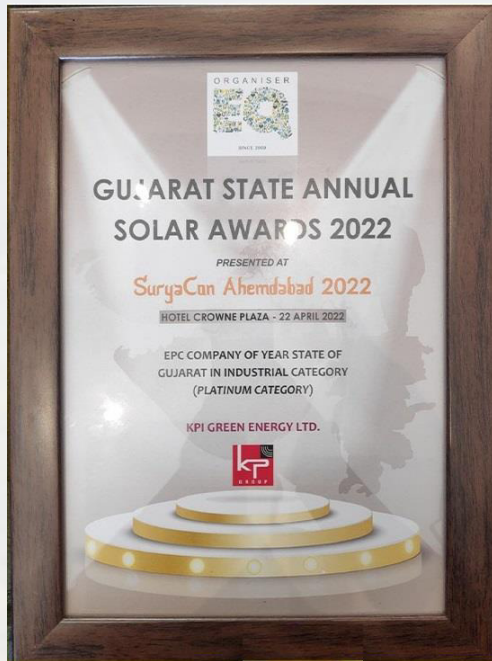 ORGANISER
EQ
SINCE 2009
GUJARAT STATE ANNUAL
SOLAR AWARDS 2022
PRESENTED AT
SuryaCon Ahemdabad 2022
HOTEL CROWNE PLAZA - 22 APRIL 2022
EPC COMPANY OF YEAR STATE OF
GUJARAT IN INDUSTRIAL CATEGORY
(PLATINUM CATEGORY)
KPI GREEN ENERGY LTD.
kp
GROUP